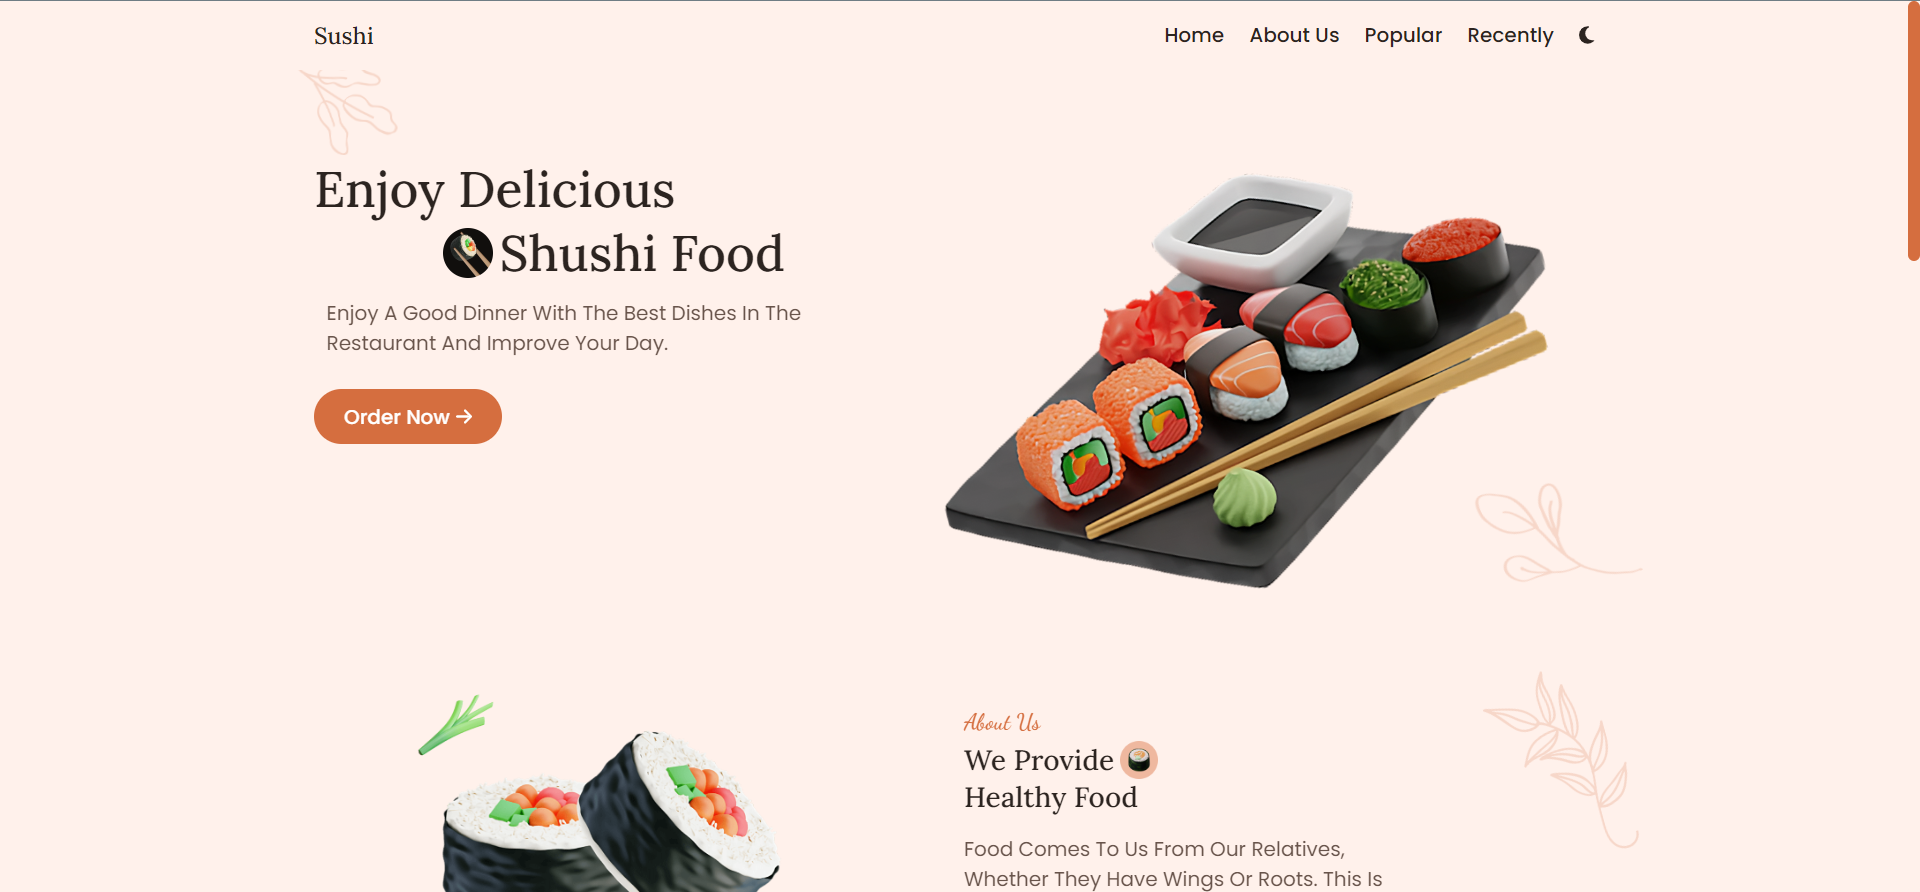 Sushi
Home About Us Popular Recently
Enjoy Delicious
Shushi Food
Enjoy A Good Dinner With The Best Dishes In The
Restaurant And Improve Your Day.
Order Now
About Us
We Provide
Healthy Food
Food Comes To Us From Our Relatives,
Whether They Have Wings Or Roots. This Is